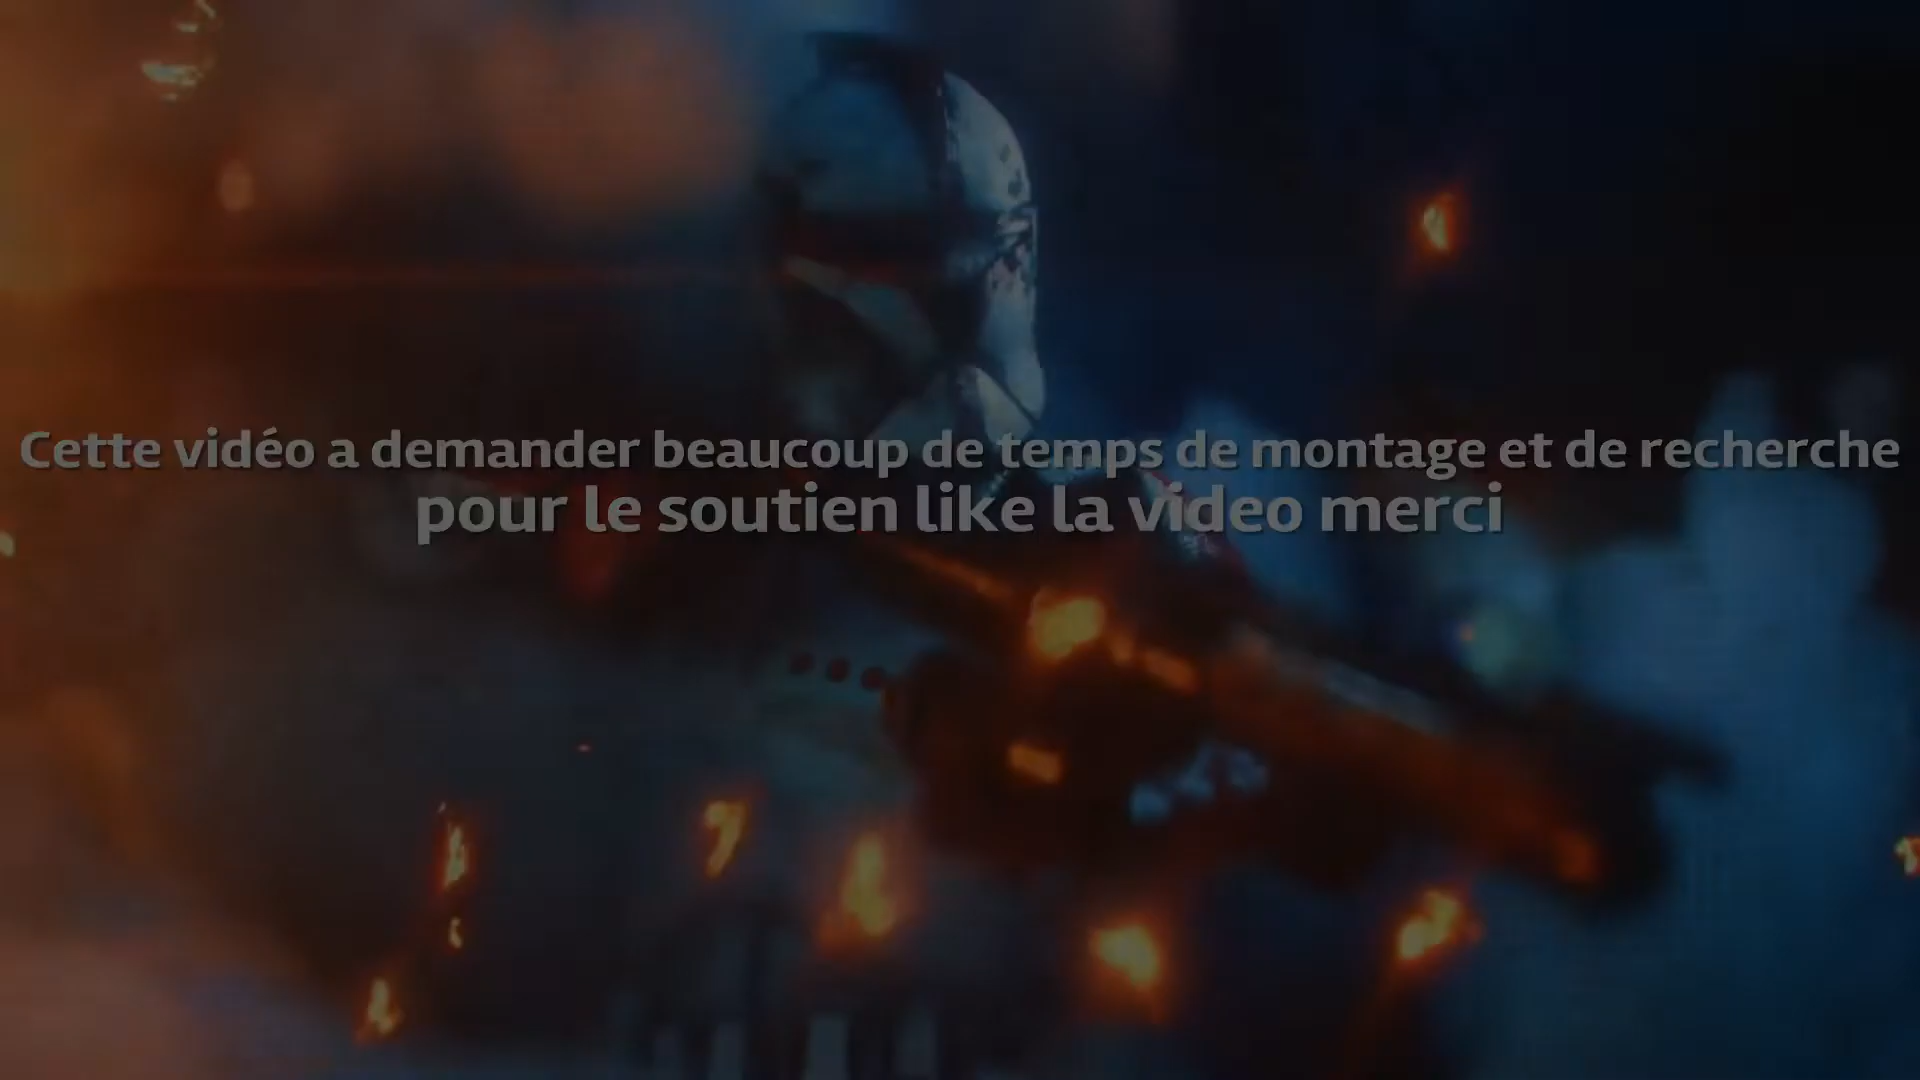 Cette vidéo a demander beaucoup de temps de montage et de recherche
pour le soutien like la video merci